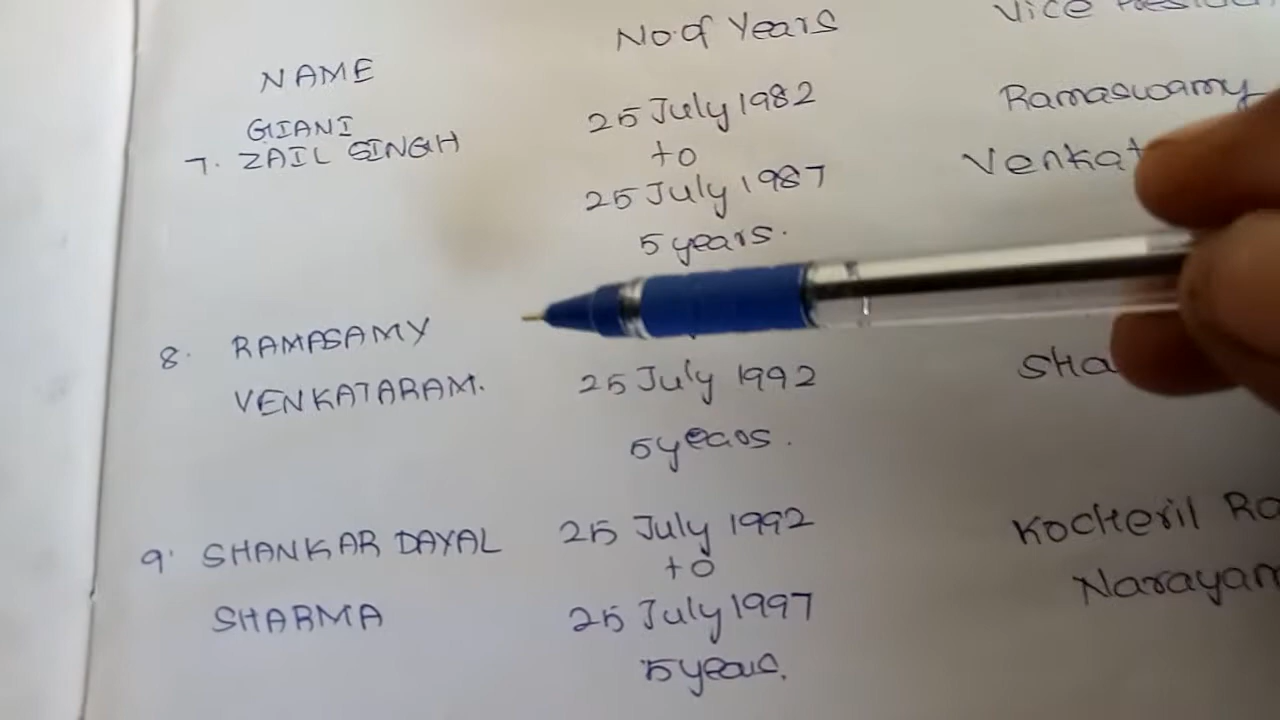 NAME No.of Years Vice
GIANI 25 July 1982 Ramaswamy
7. ZAIL SINGH to
25 July 1987 Venkat
5 years.
8. RAMASAMY
VENKATARAM. 25 July 1992 Sha
5 years.
9. SHANKAR DAYAL 25 July 1992 Kocheril
to
SHARMA 25 July 1997 Narayan
5 years.